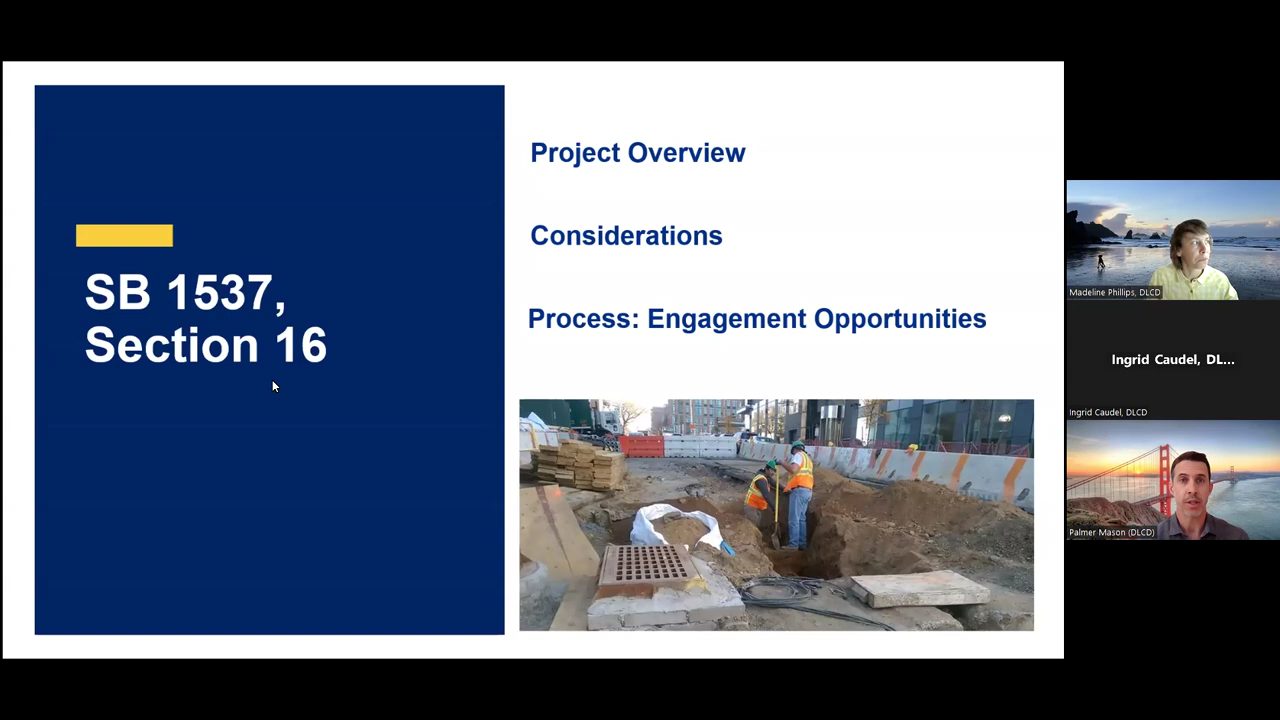 SB 1537,
Section 16
Project Overview
Considerations
Process: Engagement Opportunities
Madeline Phillips, DLCD
Ingrid Caudel, DL...
Ingrid Caudel, DLCD
Palmer Mason (DLCD)